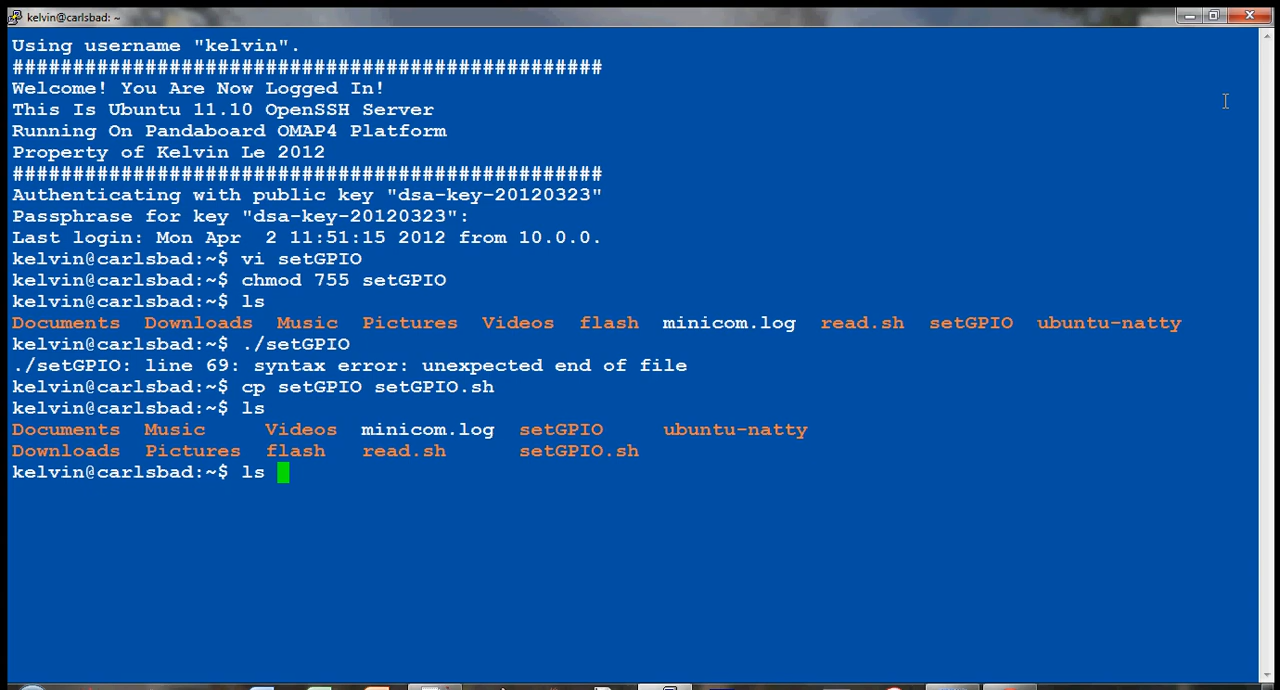 kelvin@carlsbad: ~
Using username "kelvin".
#################################################
Welcome! You Are Now Logged In!
This Is Ubuntu 11.10 OpenSSH Server
Running On Pandaboard OMAP4 Platform
Property of Kelvin Le 2012
#################################################
Authenticating with public key "dsa-key-20120323"
Passphrase for key "dsa-key-20120323":
Last login: Mon Apr  2 11:51:15 2012 from 10.0.0.
kelvin@carlsbad:~$ vi setGPIO
kelvin@carlsbad:~$ chmod 755 setGPIO
kelvin@carlsbad:~$ ls
Documents  Downloads  Music  Pictures  Videos  flash  minicom.log  read.sh  setGPIO  ubuntu-natty
kelvin@carlsbad:~$ ./setGPIO
./setGPIO: line 69: syntax error: unexpected end of file
kelvin@carlsbad:~$ cp setGPIO setGPIO.sh
kelvin@carlsbad:~$ ls
Documents  Music     Videos  minicom.log  setGPIO     ubuntu-natty
Downloads  Pictures  flash   read.sh      setGPIO.sh
kelvin@carlsbad:~$ ls